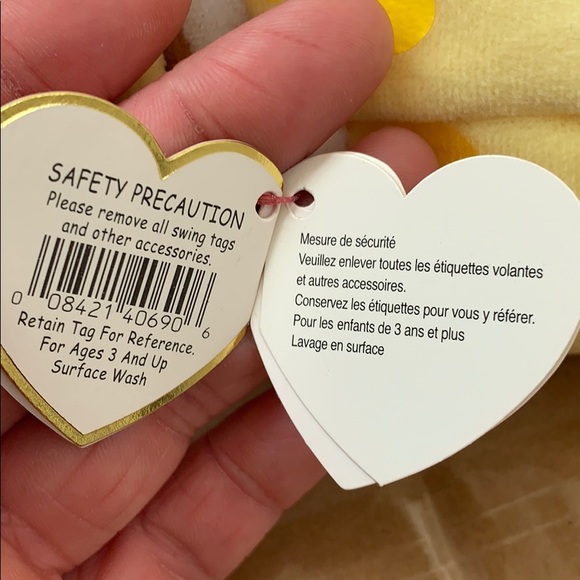 SAFETY PRECAUTION
Please remove all swing tags
and other accessories.
0 08421 40690 6
Retain Tag For Reference.
For Ages 3 And Up
Surface Wash
Mesure de sécurité
Veuillez enlever toutes les étiquettes volantes
et autres accessoires.
Conservez les étiquettes pour vous y référer.
Pour les enfants de 3 ans et plus
Lavage en surface